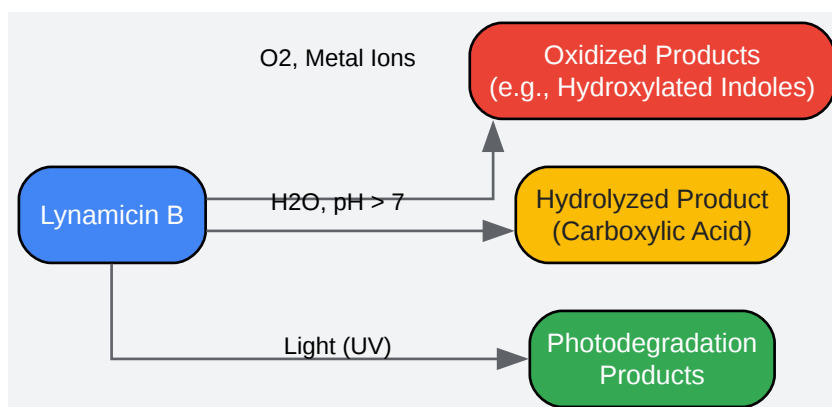 O2, Metal Ions
Oxidized Products
(e.g., Hydroxylated Indoles)
Lynamicin B
H2O, pH > 7
Hydrolyzed Product
(Carboxylic Acid)
Light (UV)
Photodegradation
Products